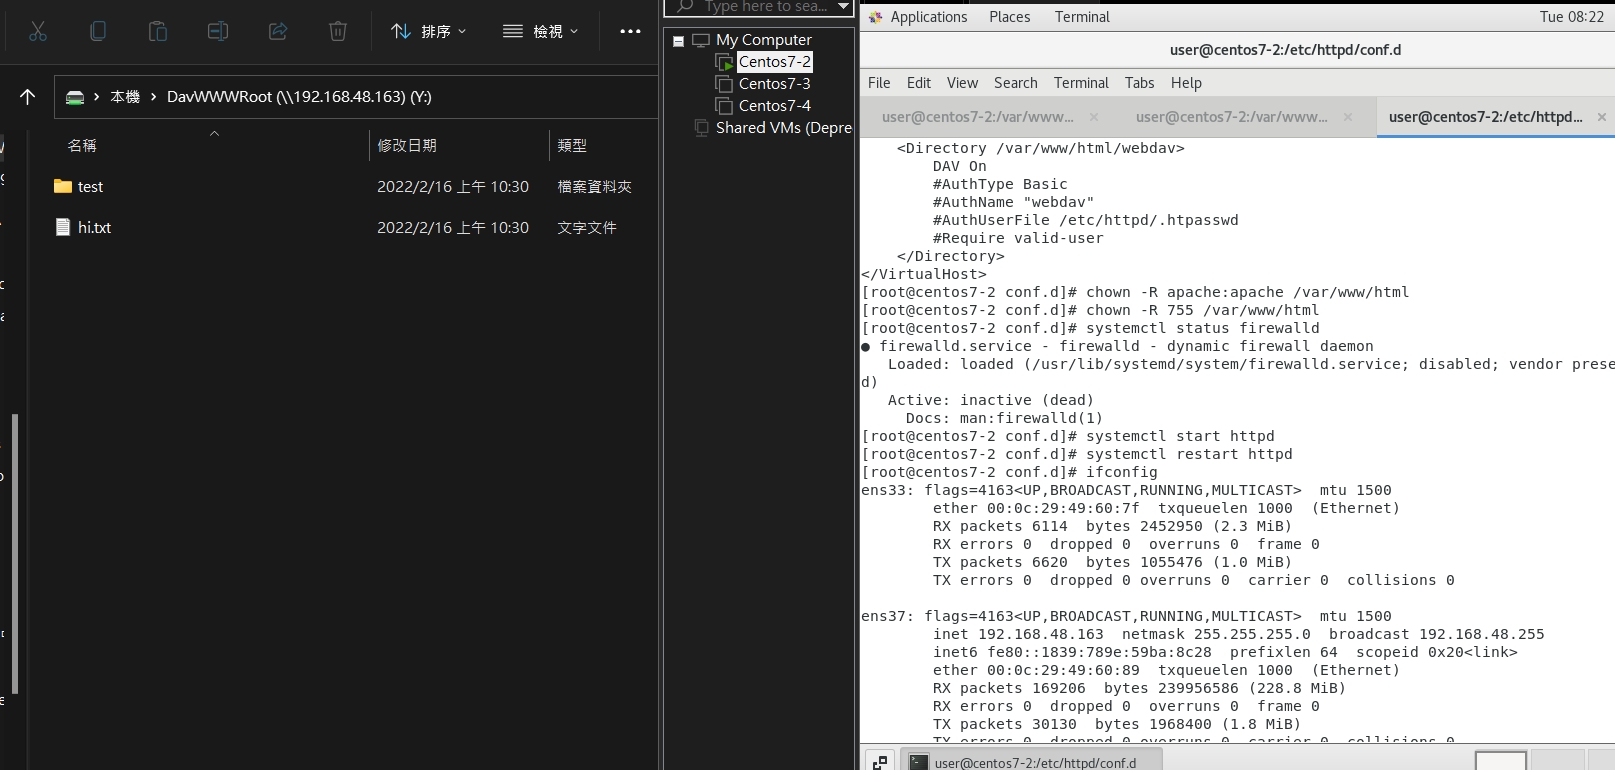 排序
檢視
本機 › DavWWWRoot (\\192.168.48.163) (Y:)
名稱
修改日期
類型
test
2022/2/16 上午 10:30
檔案資料夾
hi.txt
2022/2/16 上午 10:30
文字文件
Type here to sea...
My Computer
Centos7-2
Centos7-3
Centos7-4
Shared VMs (Depre
Applications Places Terminal Tue 08:22
user@centos7-2:/etc/httpd/conf.d
File Edit View Search Terminal Tabs Help
user@centos7-2:/var/www... × user@centos7-2:/var/www... × user@centos7-2:/etc/httpd... ×
<Directory /var/www/html/webdav>
DAV On
#AuthType Basic
#AuthName "webdav"
#AuthUserFile /etc/httpd/.htpasswd
#Require valid-user
</Directory>
</VirtualHost>
[root@centos7-2 conf.d]# chown -R apache:apache /var/www/html
[root@centos7-2 conf.d]# chown -R 755 /var/www/html
[root@centos7-2 conf.d]# systemctl status firewalld
● firewalld.service - firewalld - dynamic firewall daemon
Loaded: loaded (/usr/lib/systemd/system/firewalld.service; disabled; vendor prese
d)
Active: inactive (dead)
Docs: man:firewalld(1)
[root@centos7-2 conf.d]# systemctl start httpd
[root@centos7-2 conf.d]# systemctl restart httpd
[root@centos7-2 conf.d]# ifconfig
ens33: flags=4163<UP,BROADCAST,RUNNING,MULTICAST>  mtu 1500
ether 00:0c:29:49:60:7f  txqueuelen 1000  (Ethernet)
RX packets 6114  bytes 2452950 (2.3 MiB)
RX errors 0  dropped 0  overruns 0  frame 0
TX packets 6620  bytes 1055476 (1.0 MiB)
TX errors 0  dropped 0 overruns 0  carrier 0  collisions 0
ens37: flags=4163<UP,BROADCAST,RUNNING,MULTICAST>  mtu 1500
inet 192.168.48.163  netmask 255.255.255.0  broadcast 192.168.48.255
inet6 fe80::1839:789e:59ba:8c28  prefixlen 64  scopeid 0x20<link>
ether 00:0c:29:49:60:89  txqueuelen 1000  (Ethernet)
RX packets 169206  bytes 239956586 (228.8 MiB)
RX errors 0  dropped 0  overruns 0  frame 0
TX packets 30130  bytes 1968400 (1.8 MiB)
TX errors 0  dropped 0 overruns 0  carrier 0  collisions 0
user@centos7-2:/etc/httpd/conf.d